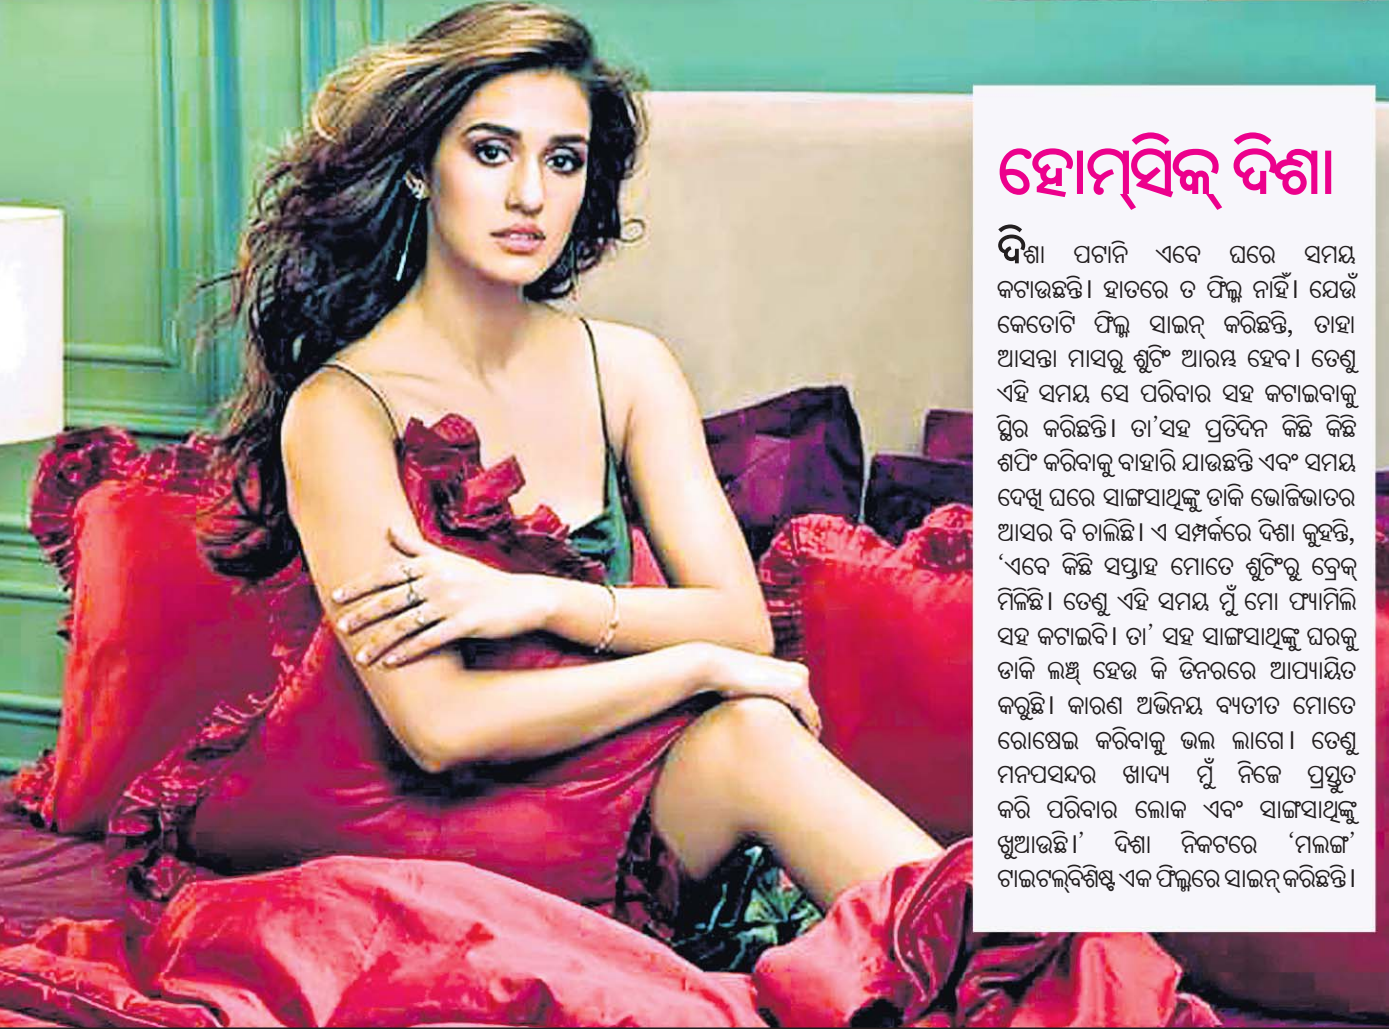 ହୋମ୍‌ସିକ୍ ଦିଶା
ଦିଶା ପଟାନି ଏବେ ଘରେ ସମୟ
କଟାଉଛନ୍ତି। ହାତରେ ତ ଫିଲ୍ମ ନାହିଁ। ଯେଉଁ
କେତୋଟି ଫିଲ୍ମ ସାଇନ୍ କରିଛନ୍ତି, ତାହା
ଆସନ୍ତା ମାସରୁ ଶୁଟିଂ ଆରମ୍ଭ ହେବ। ତେଣୁ
ଏହି ସମୟ ସେ ପରିବାର ସହ କଟାଇବାକୁ
ସ୍ଥିର କରିଛନ୍ତି। ତା’ସହ ପ୍ରତିଦିନ କିଛି କିଛି
ଶପିଂ କରିବାକୁ ବାହାରି ଯାଉଛନ୍ତି ଏବଂ ସମୟ
ଦେଖି ଘରେ ସାଙ୍ଗସାଥିଙ୍କୁ ଡାକି ଭୋଜିଭାତର
ଆସର ବି ଚାଲିଛି। ଏ ସମ୍ପର୍କରେ ଦିଶା କୁହନ୍ତି,
‘ଏବେ କିଛି ସପ୍ତାହ ମୋତେ ଶୁଟିଂରୁ ବ୍ରେକ୍
ମିଳିଛି। ତେଣୁ ଏହି ସମୟ ମୁଁ ମୋ ଫ୍ୟାମିଲି
ସହ କଟାଇବି। ତା’ ସହ ସାଙ୍ଗସାଥିଙ୍କୁ ଘରକୁ
ଡାକି ଲଞ୍ଚ୍ ହେଉ କି ଡିନରରେ ଆପ୍ୟାୟିତ
କରୁଛି। କାରଣ ଅଭିନୟ ବ୍ୟତୀତ ମୋତେ
ରୋଷେଇ କରିବାକୁ ଭଲ ଲାଗେ। ତେଣୁ
ମନପସନ୍ଦର ଖାଦ୍ୟ ମୁଁ ନିଜେ ପ୍ରସ୍ତୁତ
କରି ପରିବାର ଲୋକ ଏବଂ ସାଙ୍ଗସାଥିଙ୍କୁ
ଖୁଆଉଛି।’ ଦିଶା ନିକଟରେ ‘ମଲଙ୍ଗ’
ଟାଇଟଲ୍‌ବିଶିଷ୍ଟ ଏକ ଫିଲ୍ମରେ ସାଇନ୍ କରିଛନ୍ତି।